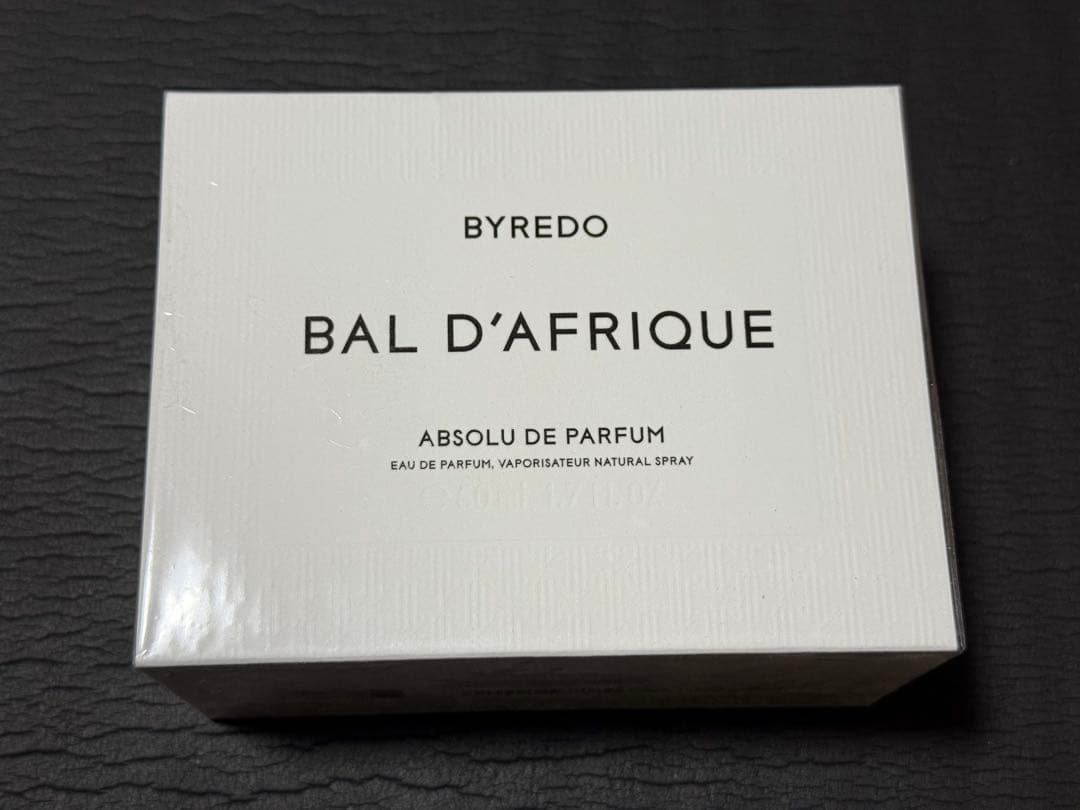 BYREDO
BAL D'AFRIQUE
ABSOLU DE PARFUM
EAU DE PARFUM, VAPORISATEUR NATURAL SPRAY